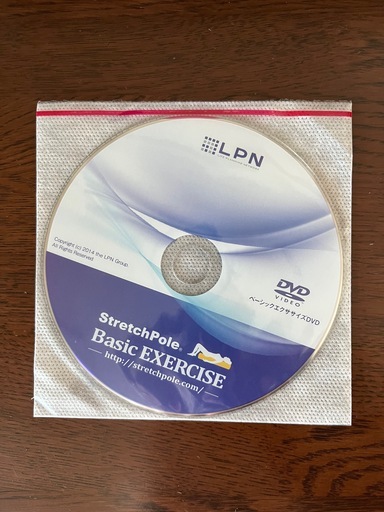 LPN
Copyright (c) 2014 the LPN Group.
All Rights Reserved
DVD
VIDEO
ベーシックエクササイズDVD
StretchPole®
Basic EXERCISE
http://stretchpole.com/